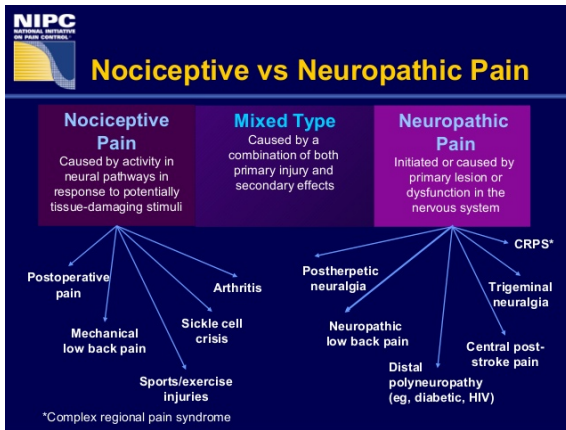 NIPC
NATIONAL INITIATIVE
ON PAIN CONTROL
Nociceptive vs Neuropathic Pain
Nociceptive
Pain
Caused by activity in
neural pathways in
response to potentially
tissue-damaging stimuli
Mixed Type
Caused by a
combination of both
primary injury and
secondary effects
Neuropathic
Pain
Initiated or caused by
primary lesion or
dysfunction in the
nervous system
Postoperative
pain
Mechanical
low back pain
Sports/exercise
injuries
Sickle cell
crisis
Arthritis
Postherpetic
neuralgia
Neuropathic
low back pain
Distal
polyneuropathy
(eg, diabetic, HIV)
Central post-
stroke pain
Trigeminal
neuralgia
CRPS*
*Complex regional pain syndrome